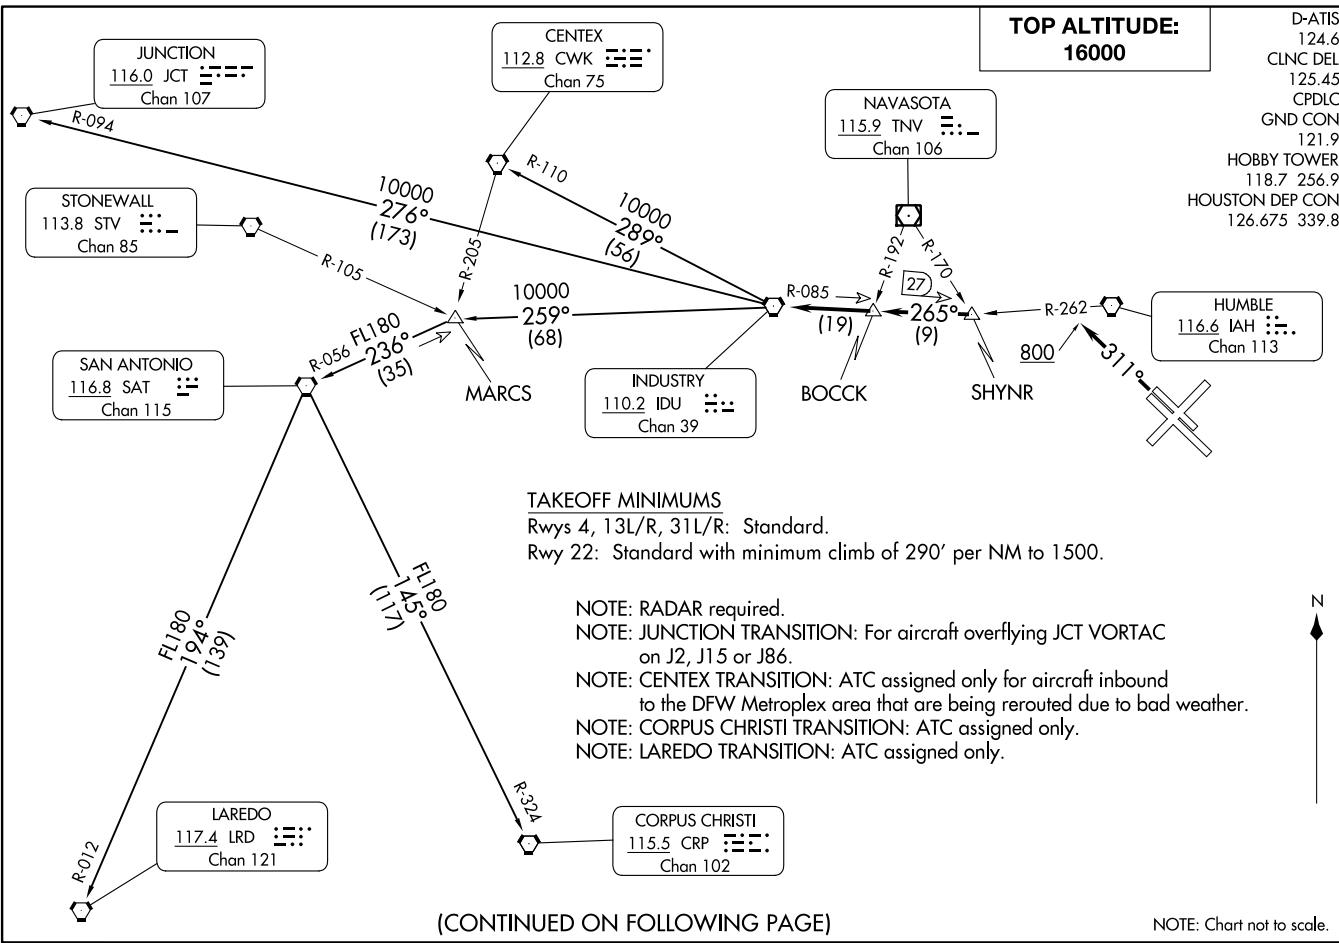 TOP ALTITUDE:
16000
D-ATIS
124.6
CLNC DEL
125.45
CPDLC
GND CON
121.9
HOBBY TOWER
118.7 256.9
HOUSTON DEP CON
126.675 339.8
JUNCTION
116.0 JCT
Chan 107
CENTEX
112.8 CWK
Chan 75
NAVASOTA
115.9 TNV
Chan 106
STONEWALL
113.8 STV
Chan 85
SAN ANTONIO
116.8 SAT
Chan 115
INDUSTRY
110.2 IDU
Chan 39
HUMBLE
116.6 IAH
Chan 113
R-094
10000
276°
(173)
R-110
10000
289°
(56)
R-205
R-105
10000
259°
(68)
R-056
FL180
236°
(35)
MARCS
R-085
(19)
R-192
R-170
27
265°
(9)
BOCCK
SHYNR
R-262
800
311°
TAKEOFF MINIMUMS
Rwys 4, 13L/R, 31L/R: Standard.
Rwy 22: Standard with minimum climb of 290' per NM to 1500.
NOTE: RADAR required.
NOTE: JUNCTION TRANSITION: For aircraft overflying JCT VORTAC
on J2, J15 or J86.
NOTE: CENTEX TRANSITION: ATC assigned only for aircraft inbound
to the DFW Metroplex area that are being rerouted due to bad weather.
NOTE: CORPUS CHRISTI TRANSITION: ATC assigned only.
NOTE: LAREDO TRANSITION: ATC assigned only.
N
FL180
194°
(139)
FL180
145°
(117)
R-012
R-324
LAREDO
117.4 LRD
Chan 121
CORPUS CHRISTI
115.5 CRP
Chan 102
(CONTINUED ON FOLLOWING PAGE)
NOTE: Chart not to scale.